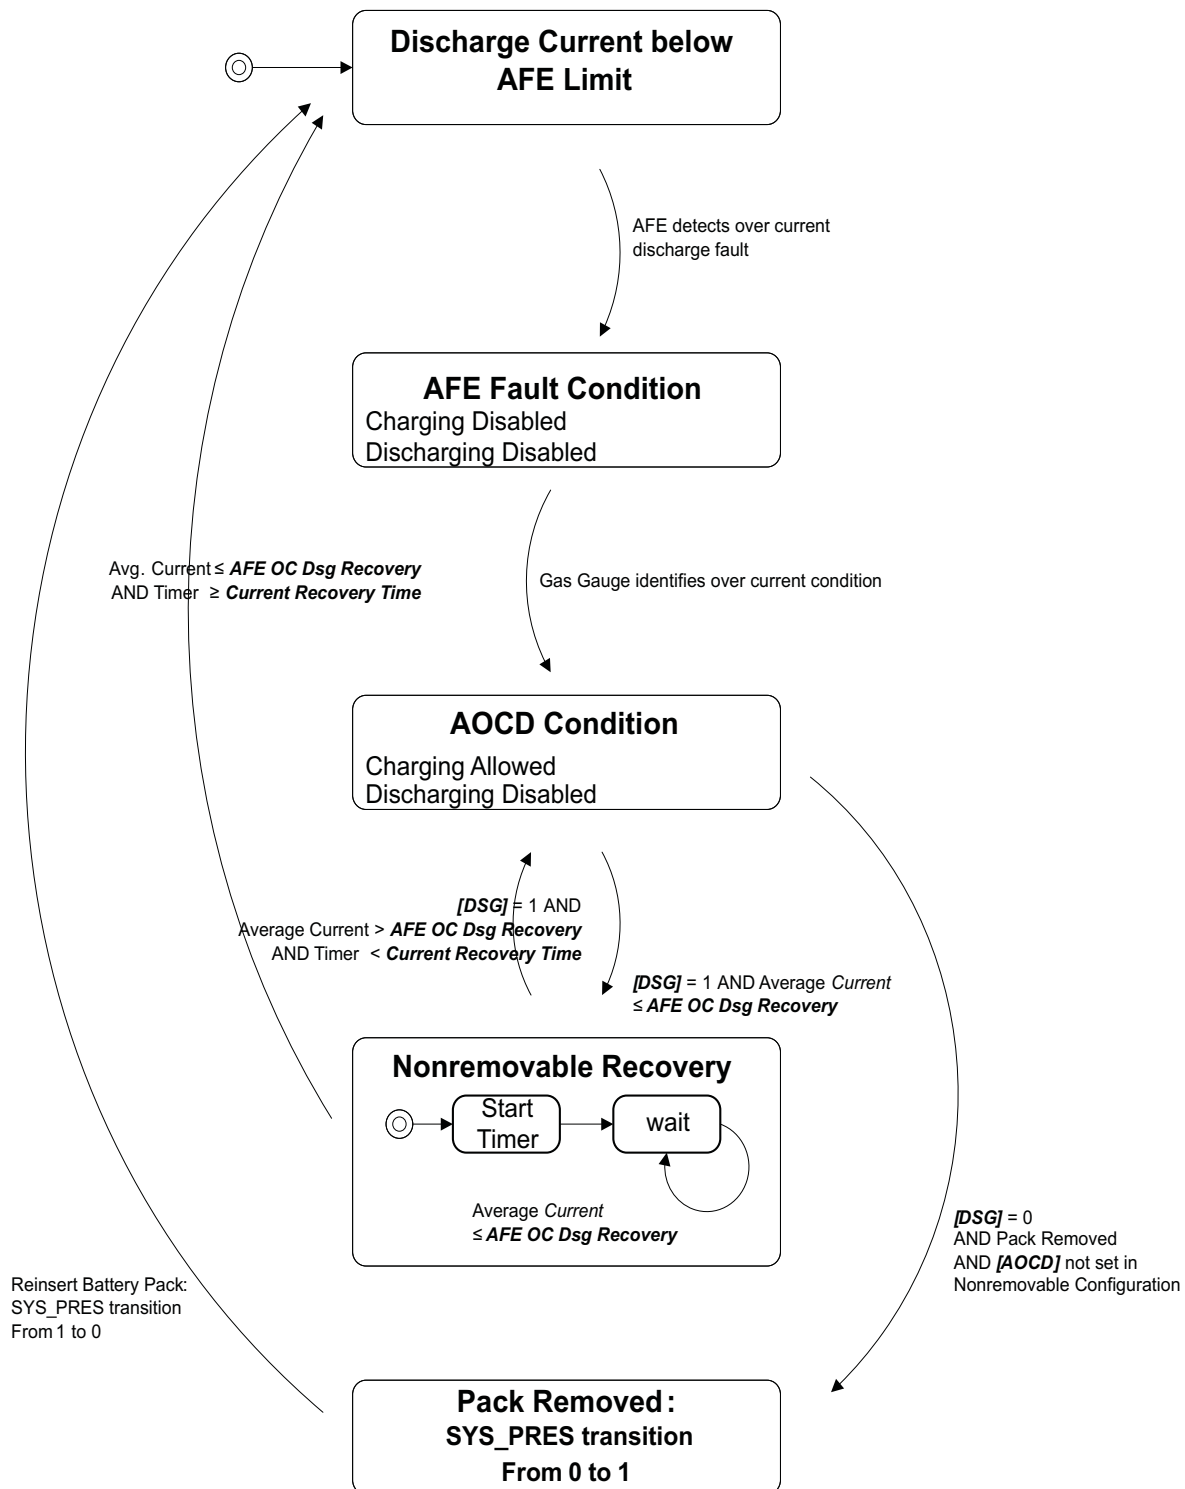 Discharge Current below
AFE Limit
AFE detects over current
discharge fault
AFE Fault Condition
Charging Disabled
Discharging Disabled
Avg. Current ≤ AFE OC Dsg Recovery
AND Timer ≥ Current Recovery Time
Gas Gauge identifies over current condition
AOCD Condition
Charging Allowed
Discharging Disabled
[DSG] = 1 AND
Average Current > AFE OC Dsg Recovery
AND Timer < Current Recovery Time
[DSG] = 1 AND Average Current
≤ AFE OC Dsg Recovery
Nonremovable Recovery
Start
Timer
wait
Average Current
≤ AFE OC Dsg Recovery
[DSG] = 0
AND Pack Removed
AND [AOCD] not set in
Nonremovable Configuration
Reinsert Battery Pack:
SYS_PRES transition
From 1 to 0
Pack Removed:
SYS_PRES transition
From 0 to 1